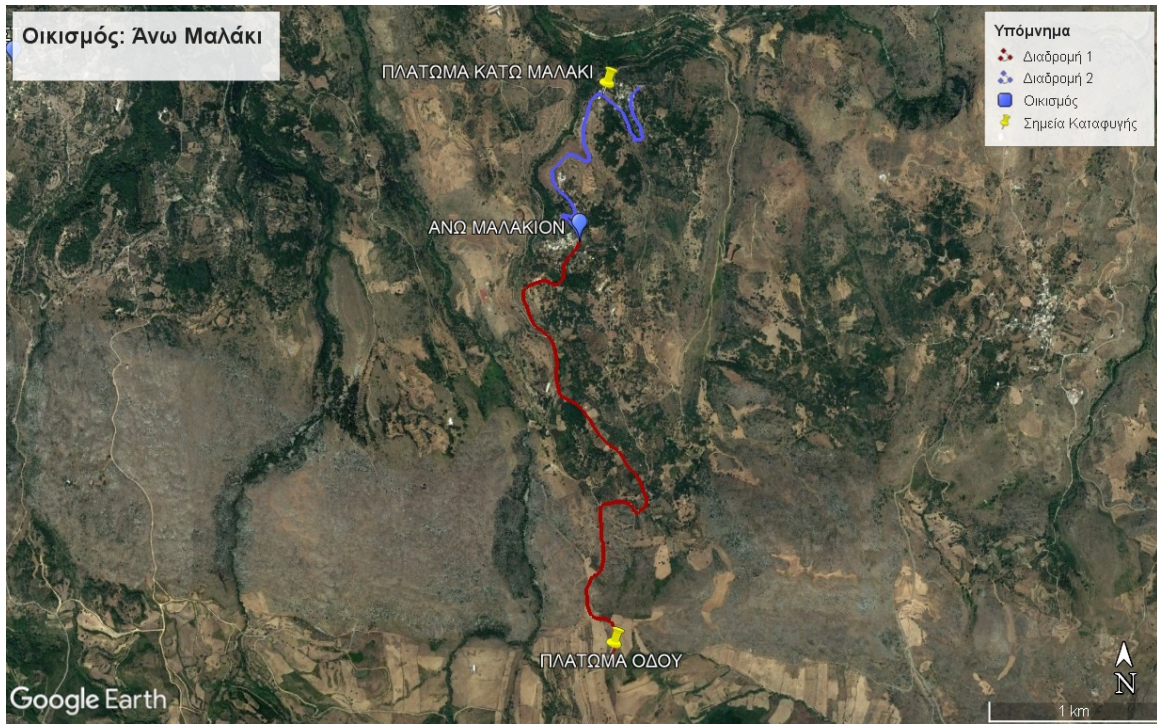 Οικισμός: Άνω Μαλάκι
Υπόμνημα
Διαδρομή 1
Διαδρομή 2
Οικισμός
Σημεία Καταφυγής
ΠΛΑΤΩΜΑ ΚΑΤΩ ΜΑΛΑΚΙ
ΑΝΩ ΜΑΛΑΚΙΟΝ
ΠΛΑΤΩΜΑ ΟΔΟΥ
N
Google Earth
1 km